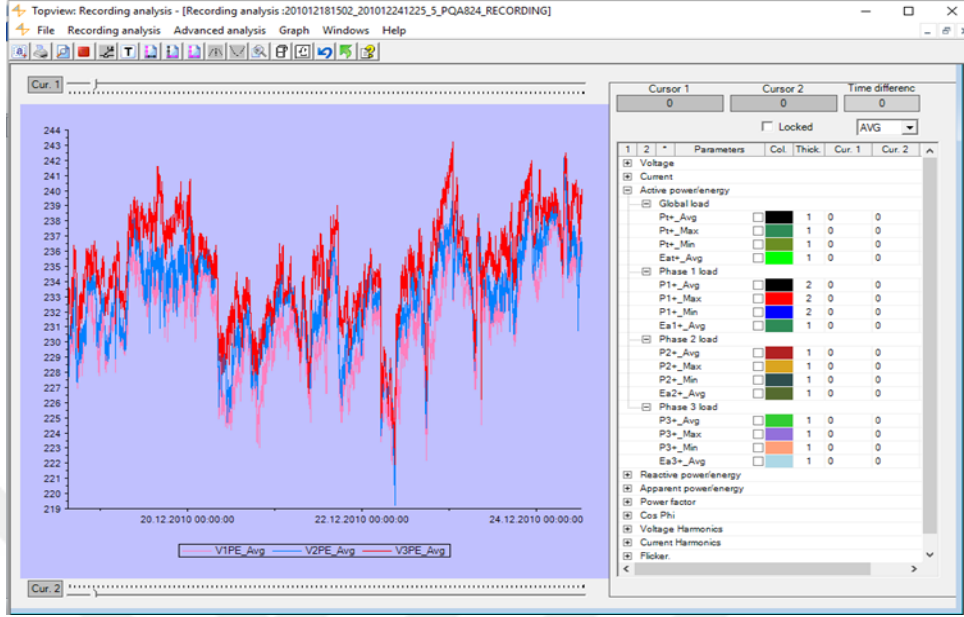 Topview: Recording analysis - [Recording analysis :201012181502_201012241225_5_PQA824_RECORDING]
File Recording analysis Advanced analysis Graph Windows Help
Cur. 1
244
243
242
241
240
239
238
237
236
235
234
233
232
231
230
229
228
227
226
225
224
223
222
221
220
219
20.12.2010 00:00:00 22.12.2010 00:00:00 24.12.2010 00:00:00
V1PE_Avg V2PE_Avg V3PE_Avg
Cur. 2
Cursor 1 Cursor 2 Time differenc
0 0 0
Locked AVG
1 2 * Parameters Col. Thick. Cur. 1 Cur. 2
Voltage
Current
Active power/energy
Global load
Pt+_Avg 1 0 0
Pt+_Max 1 0 0
Pt+_Min 1 0 0
Eat+_Avg 1 0 0
Phase 1 load
P1+_Avg 2 0 0
P1+_Max 2 0 0
P1+_Min 2 0 0
Ea1+_Avg 1 0 0
Phase 2 load
P2+_Avg 1 0 0
P2+_Max 1 0 0
P2+_Min 1 0 0
Ea2+_Avg 1 0 0
Phase 3 load
P3+_Avg 1 0 0
P3+_Max 1 0 0
P3+_Min 1 0 0
Ea3+_Avg 1 0 0
Reactive power/energy
Apparent power/energy
Power factor
Cos Phi
Voltage Harmonics
Current Harmonics
Flicker.